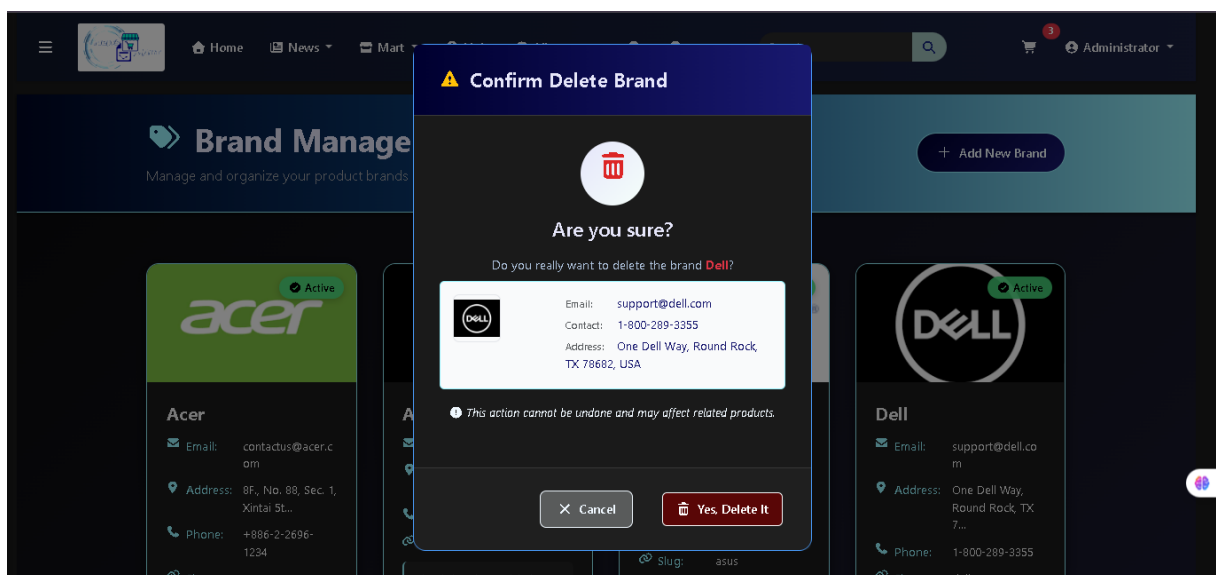 Home
News
Mart
3
Administrator
Confirm Delete Brand
Brand Manage
Manage and organize your product brands
Add New Brand
Are you sure?
Do you really want to delete the brand Dell?
DELL
Email: support@dell.com
Contact: 1-800-289-3355
Address: One Dell Way, Round Rock,
TX 78682, USA
This action cannot be undone and may affect related products.
Cancel
Yes, Delete It
acer
Active
Acer
Email: contactus@acer.c
om
Address: 8F., No. 88, Sec. 1,
Xintai St...
Phone: +886-2-2696-
1234
A
Slug: asus
DELL
Active
Dell
Email: support@dell.co
m
Address: One Dell Way,
Round Rock, TX
7...
Phone: 1-800-289-3355